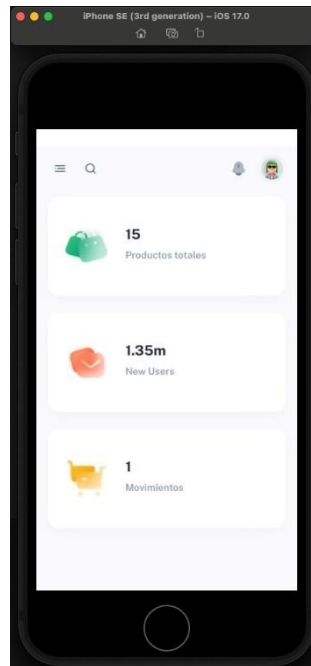 iPhone SE (3rd generation) – iOS 17.0
15
Productos totales
1.35m
New Users
1
Movimientos